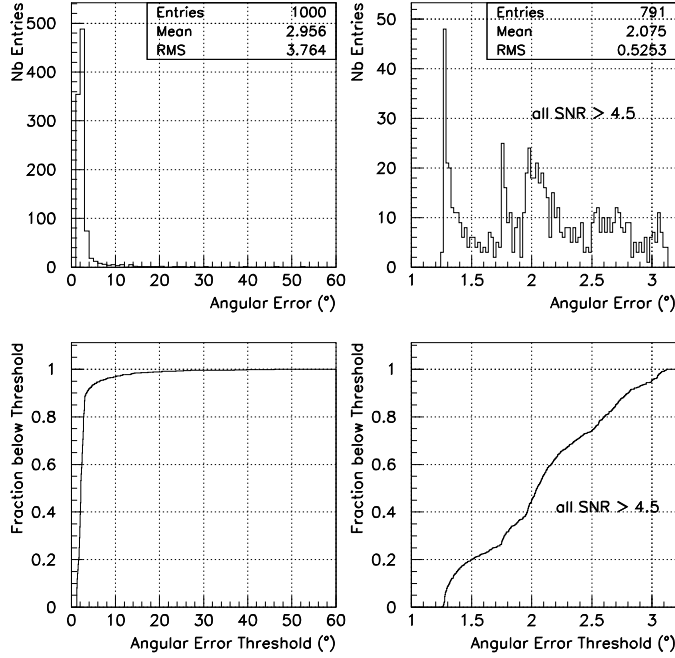 Entries 1000
Mean 2.956
RMS 3.764
Nb Entries
500
400
300
200
100
0
0 10 20 30 40 50 60
Angular Error (°)
Entries 791
Mean 2.075
RMS 0.5253
Nb Entries
all SNR > 4.5
50
40
30
20
10
0
1 1.5 2 2.5 3
Angular Error (°)
Fraction below Threshold
1
0.8
0.6
0.4
0.2
0
0 10 20 30 40 50 60
Angular Error Threshold (°)
Fraction below Threshold
1
0.8
0.6
0.4
0.2
0
all SNR > 4.5
1 1.5 2 2.5 3
Angular Error Threshold (°)